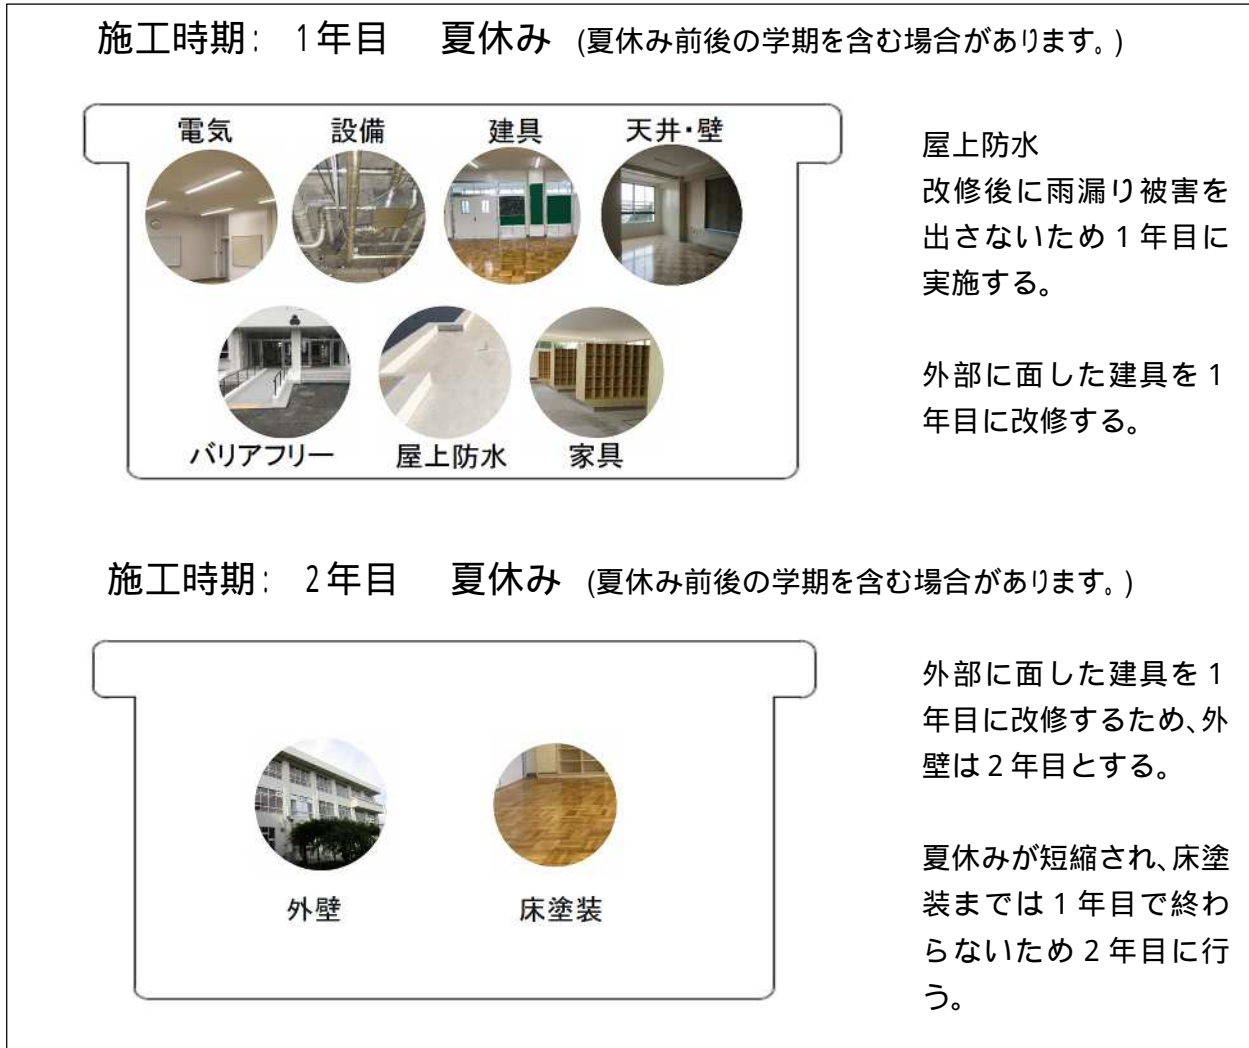 施工時期： 1年目　夏休み (夏休み前後の学期を含む場合があります。)
電気 設備 建具 天井・壁
バリアフリー 屋上防水 家具
屋上防水
改修後に雨漏り被害を
出さないため１年目に
実施する。
外部に面した建具を１
年目に改修する。
施工時期： 2年目　夏休み (夏休み前後の学期を含む場合があります。)
外壁 床塗装
外部に面した建具を１
年目に改修するため、外
壁は２年目とする。
夏休みが短縮され、床塗
装までは１年目で終わ
らないため２年目に行
う。